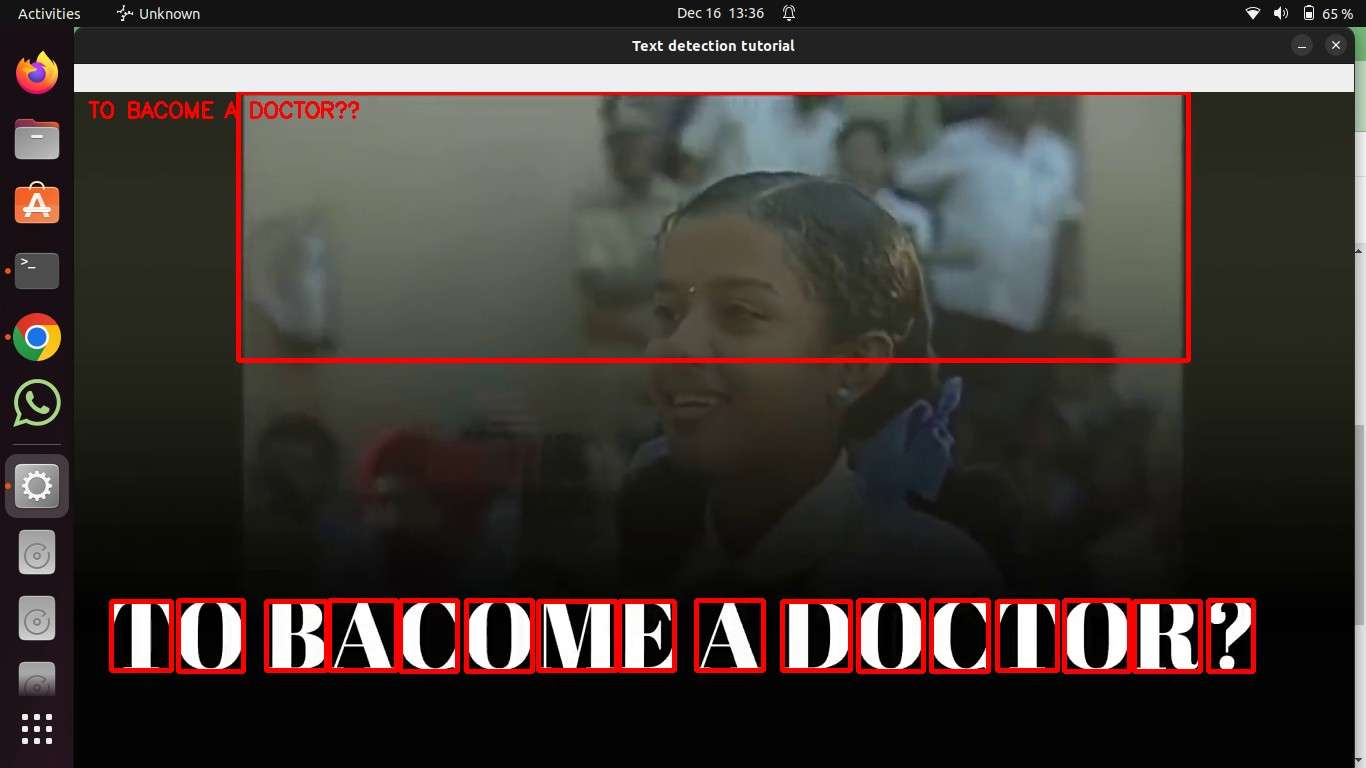 Activities
Unknown
Dec 16 13:36
65 %
Text detection tutorial
TO BACOME A DOCTOR??
>_
TO BACOME A DOCTOR?